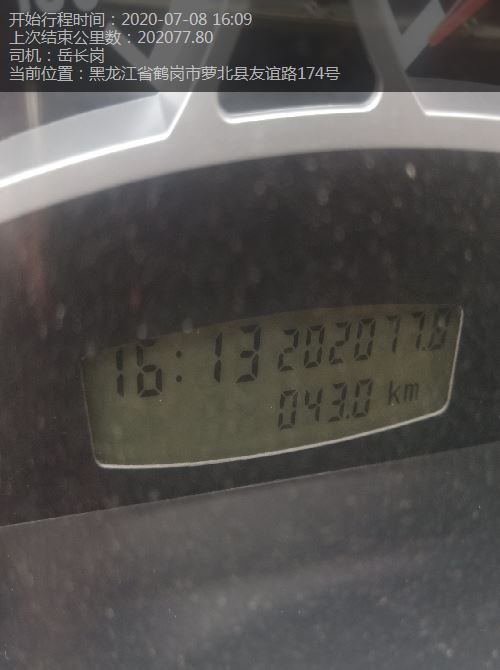 开始行程时间：2020-07-08 16:09
上次结束公里数：202077.80
司机：岳长岗
当前位置：黑龙江省鹤岗市萝北县友谊路174号
16:13 202077.8
043.0 km